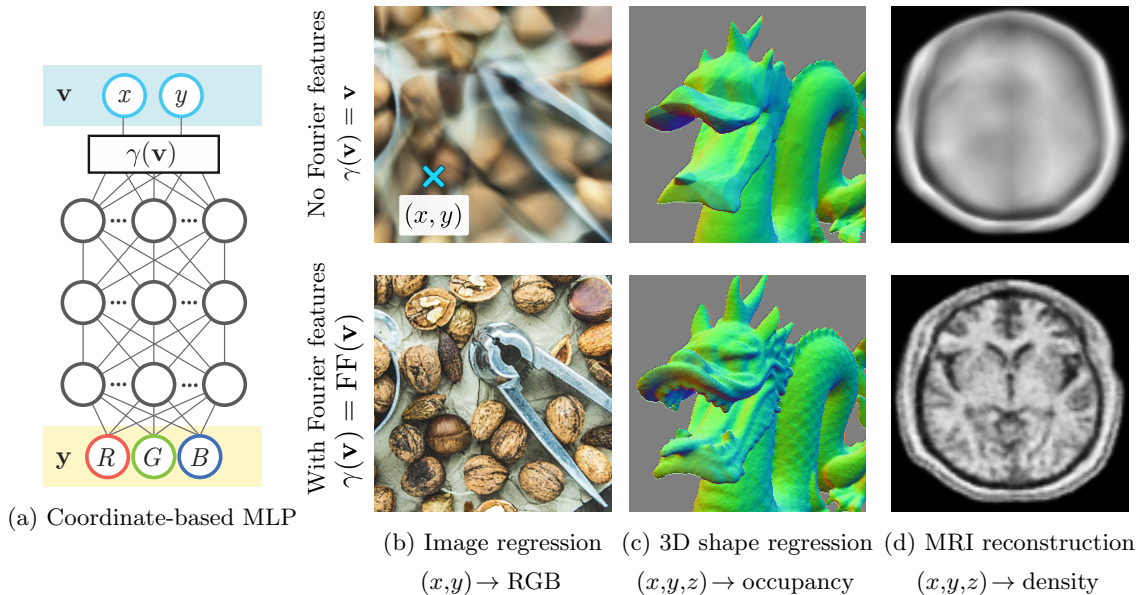 v x y
γ(v)
y R G B
(a) Coordinate-based MLP
No Fourier features
γ(v) = v
With Fourier features
γ(v) = FF(v)
(x, y)
(b) Image regression
(x,y) → RGB
(c) 3D shape regression
(x,y,z) → occupancy
(d) MRI reconstruction
(x,y,z) → density